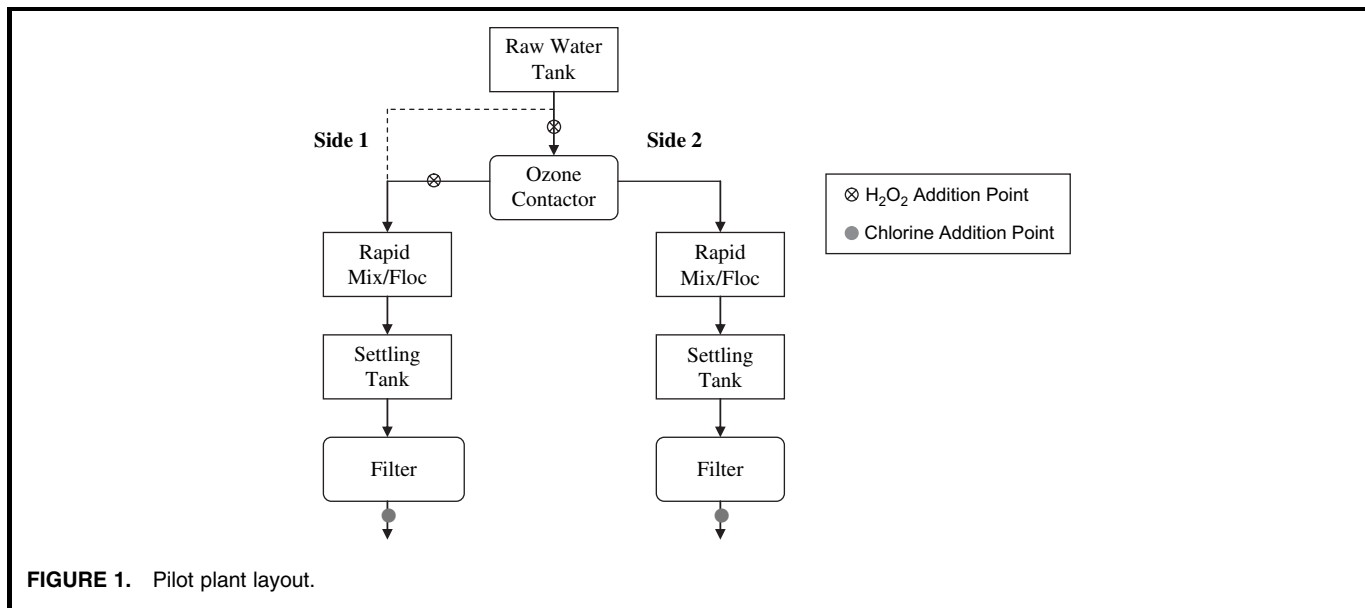 Raw Water
Tank
Side 1
Side 2
Ozone
Contactor
H₂O₂ Addition Point
Chlorine Addition Point
Rapid
Mix/Floc
Rapid
Mix/Floc
Settling
Tank
Settling
Tank
Filter
Filter
FIGURE 1. Pilot plant layout.